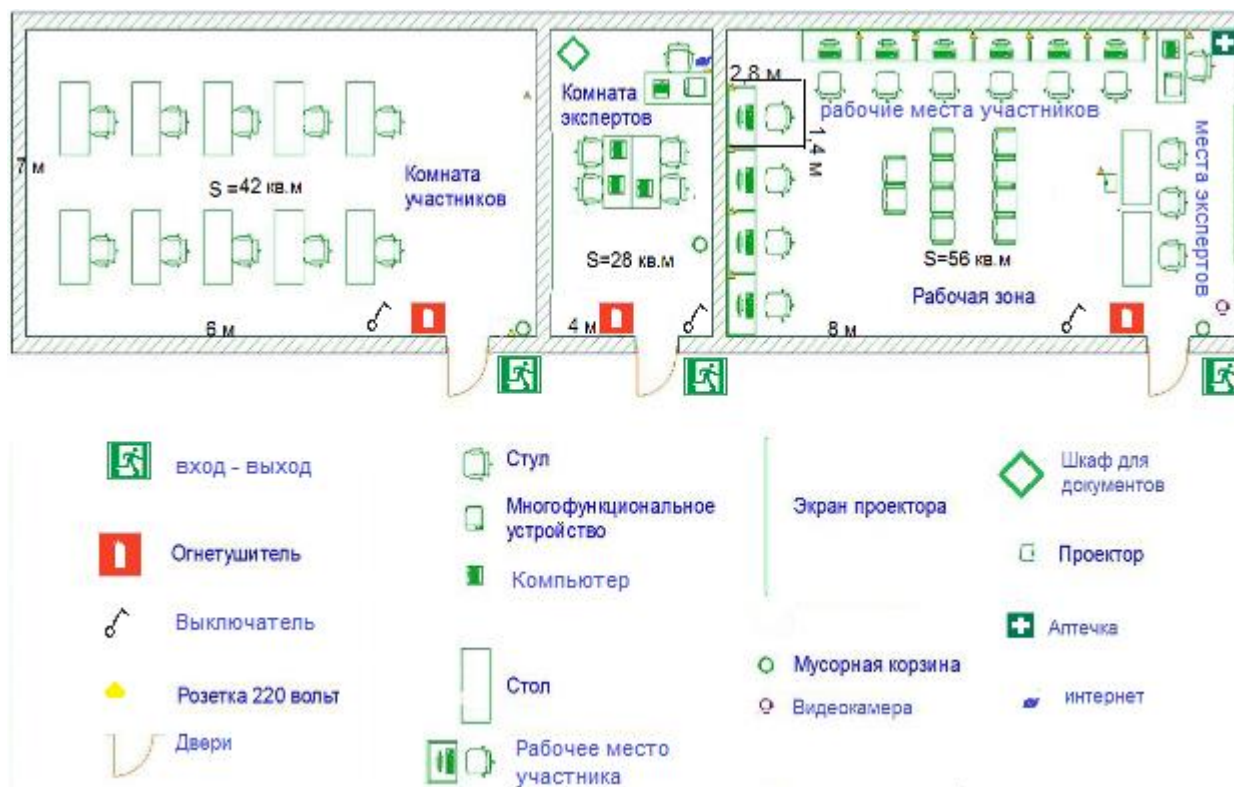 7 м
S =42 кв.м
Комната
участников
6 м
Комната
экспертов
S=28 кв.м
4 м
2,8 м
1,4 м
рабочие места участников
места экспертов
S=56 кв.м
Рабочая зона
8 м
вход - выход
Огнетушитель
Выключатель
Розетка 220 вольт
Двери
Стул
Многофункциональное
устройство
Компьютер
Стол
Рабочее место
участника
Экран проектора
Мусорная корзина
Видеокамера
Шкаф для
документов
Проектор
Аптечка
интернет